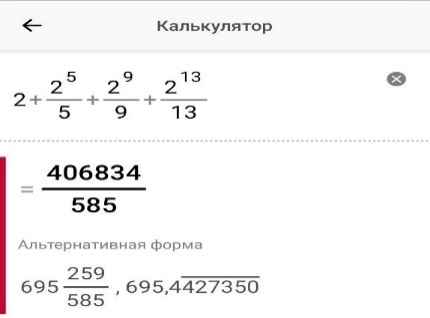 Калькулятор
2 + 2^5/5 + 2^9/9 + 2^13/13
= 406834/585
Альтернативная форма
695 259/585 , 695,4427350